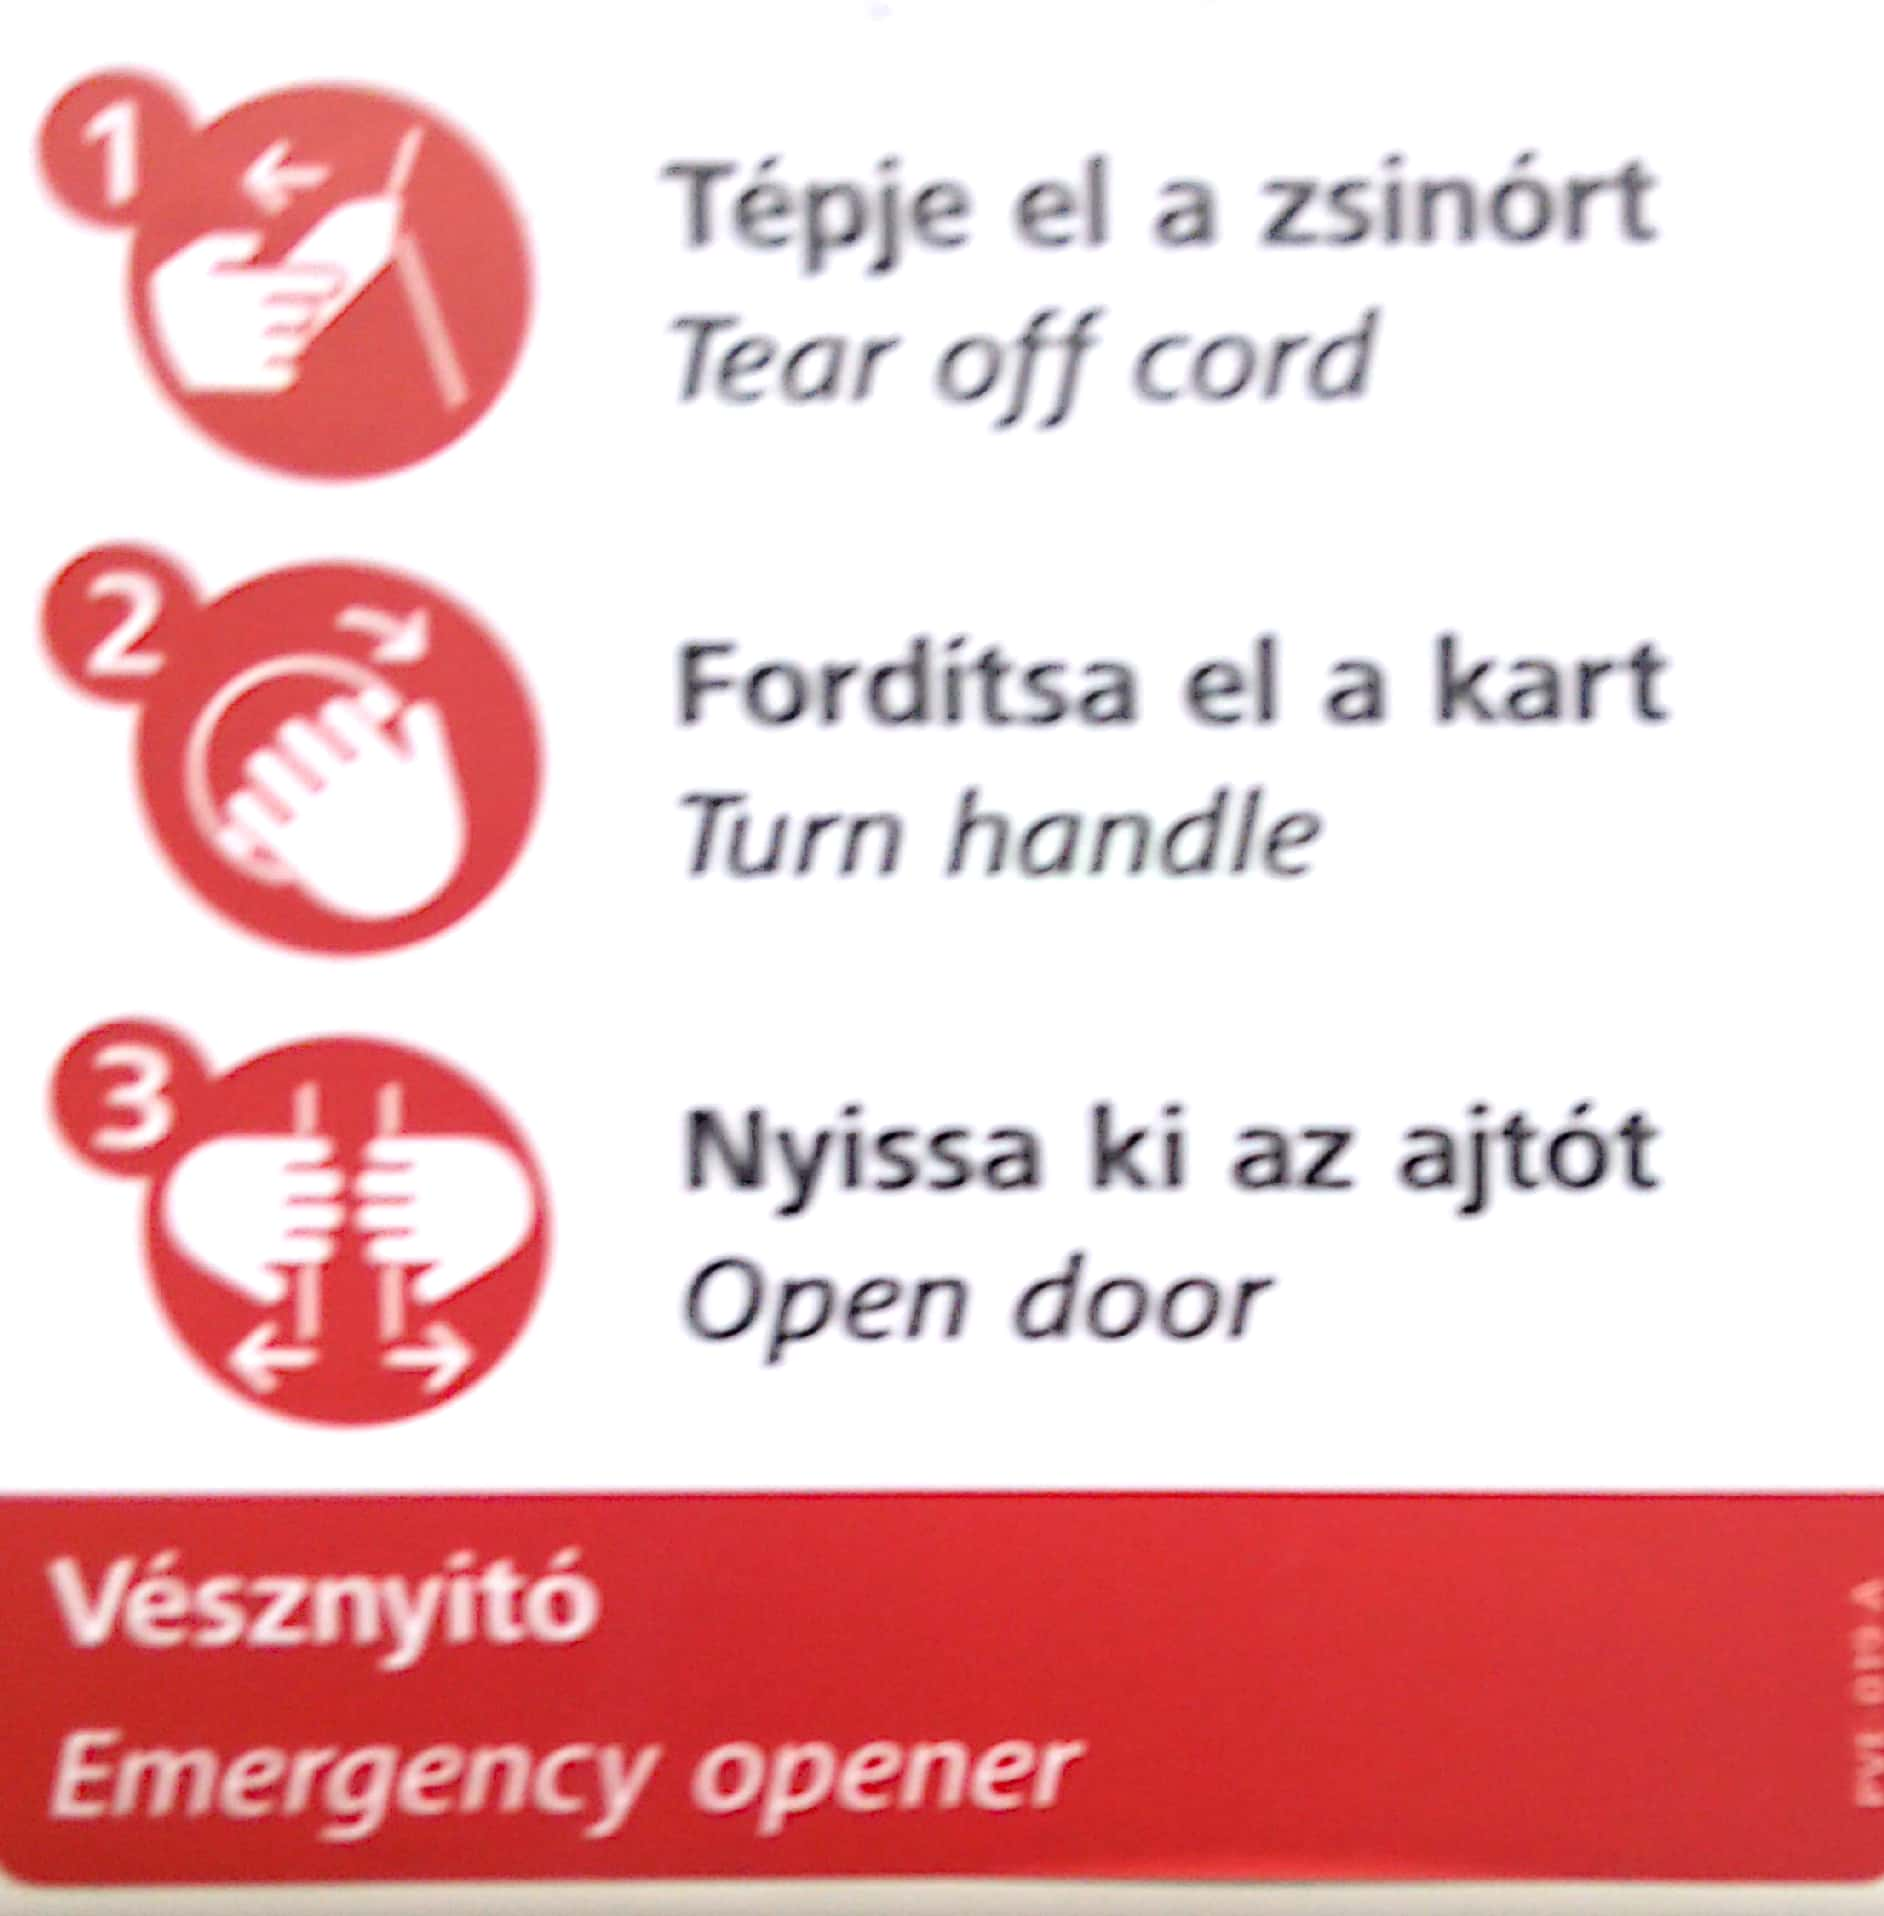 1
Tépje el a zsinórt
Tear off cord
2
Fordítsa el a kart
Turn handle
3
Nyissa ki az ajtót
Open door
Vésznyitó
Emergency opener